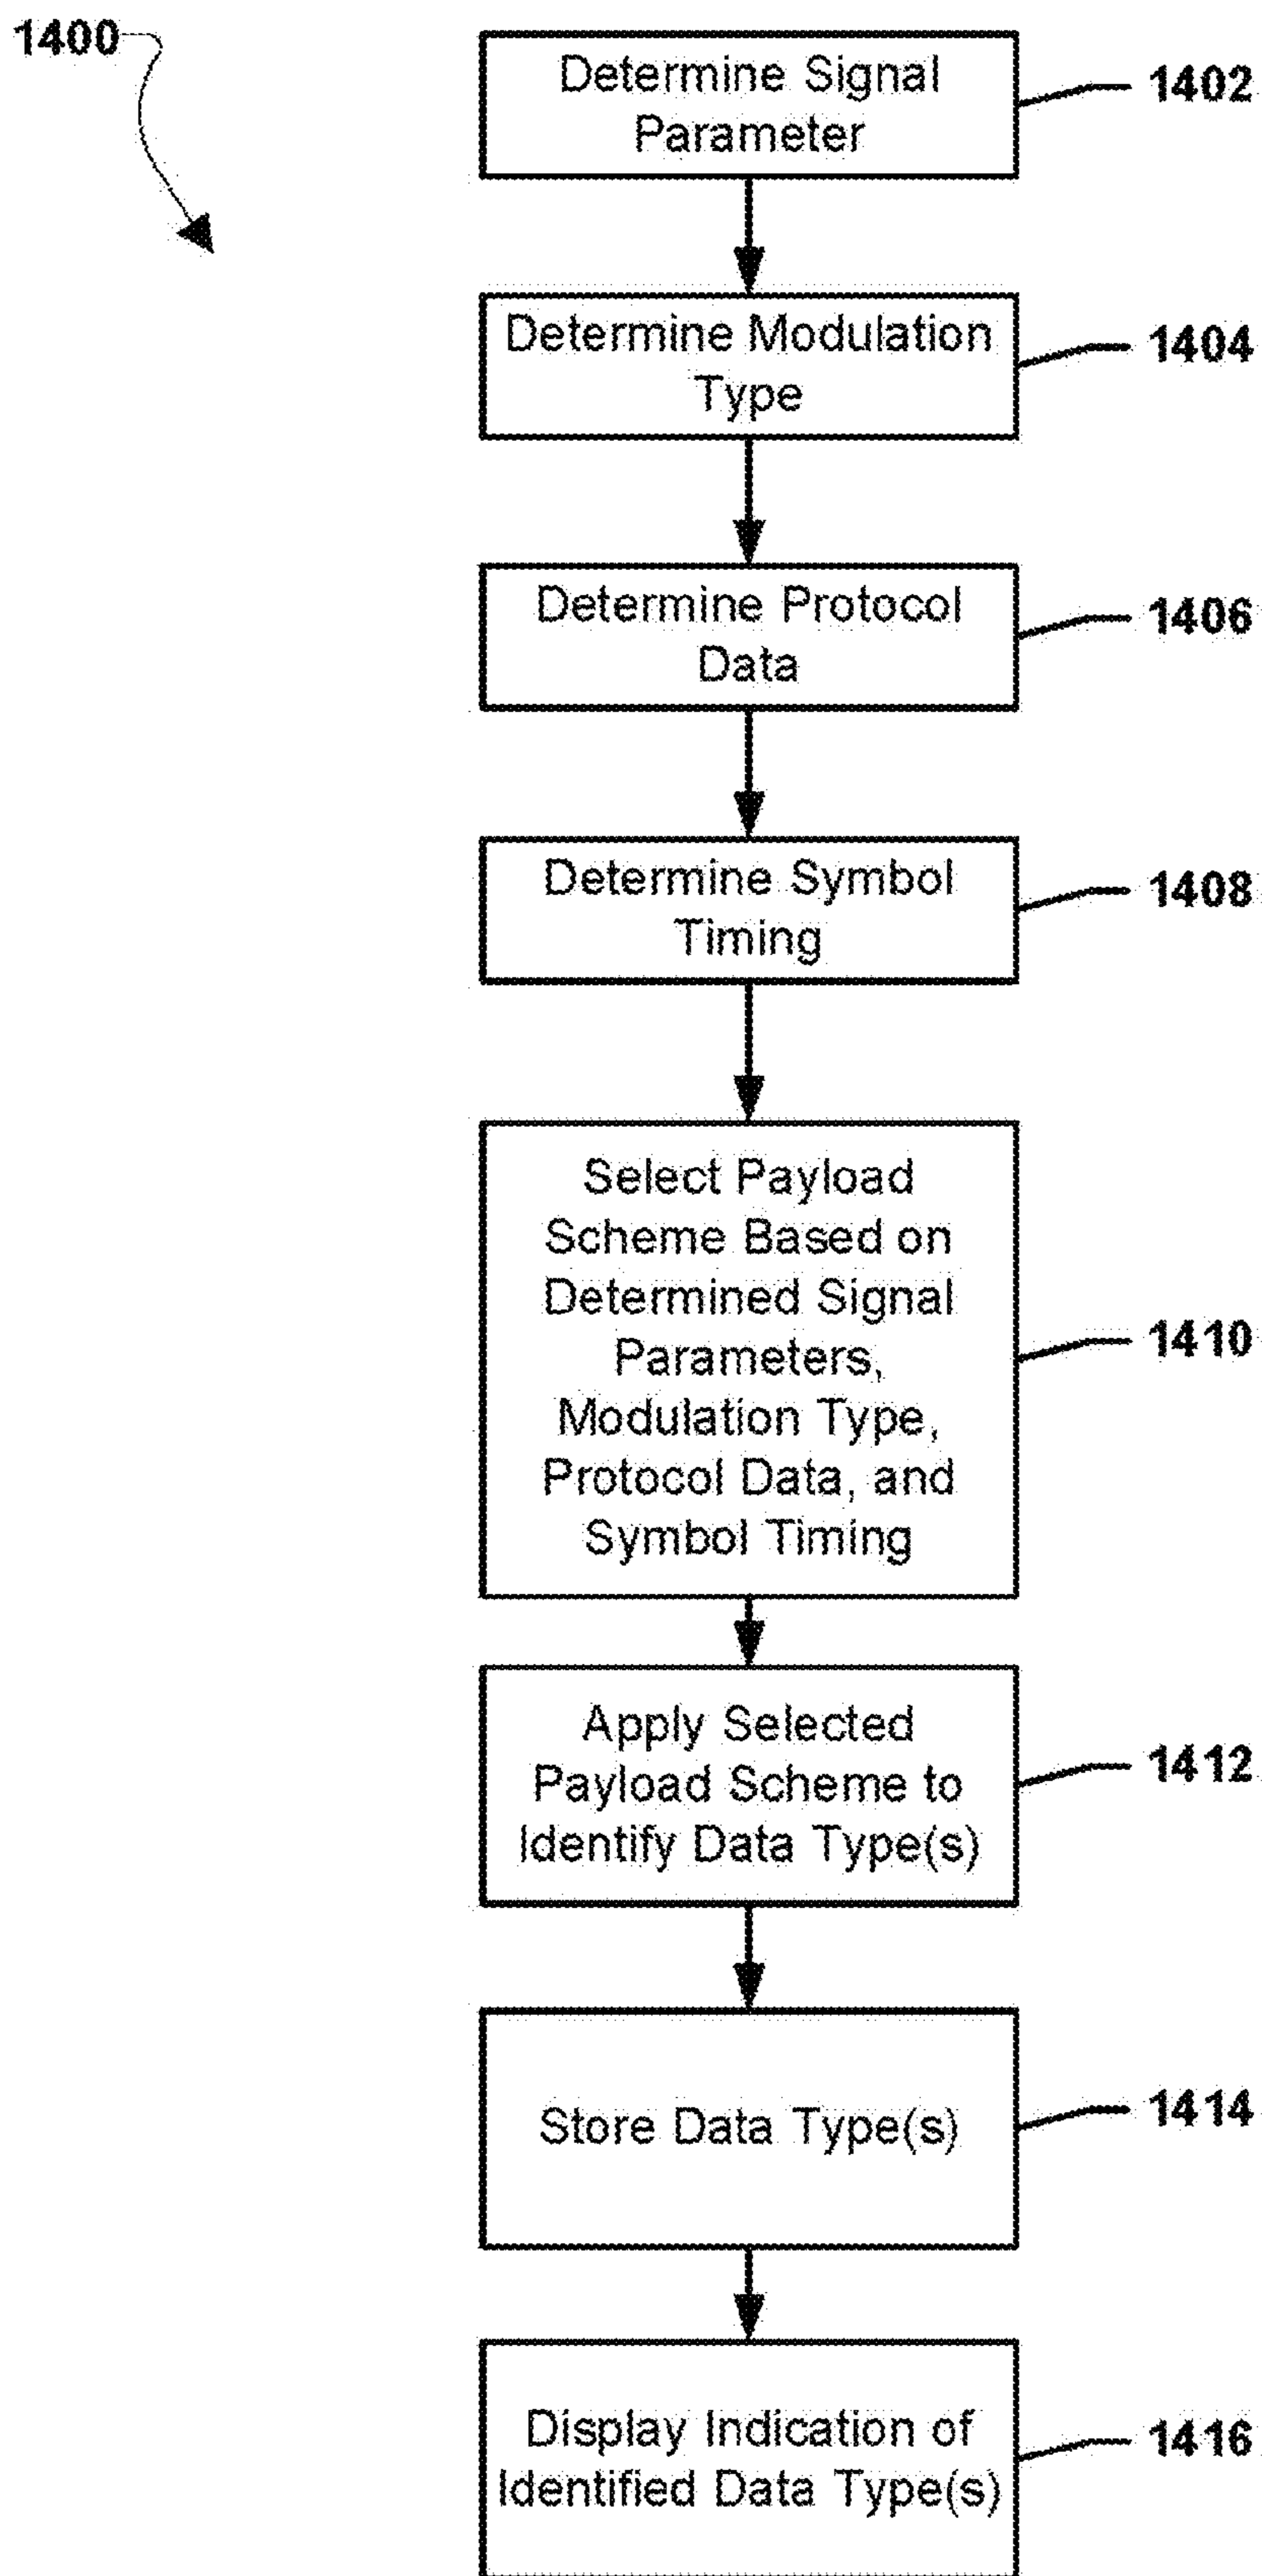 1400
Determine Signal
Parameter
1402
Determine Modulation
Type
1404
Determine Protocol
Data
1406
Determine Symbol
Timing
1408
Select Payload
Scheme Based on
Determined Signal
Parameters,
Modulation Type,
Protocol Data, and
Symbol Timing
1410
Apply Selected
Payload Scheme to
Identify Data Type(s)
1412
Store Data Type(s)
1414
Display Indication of
Identified Data Type(s)
1416